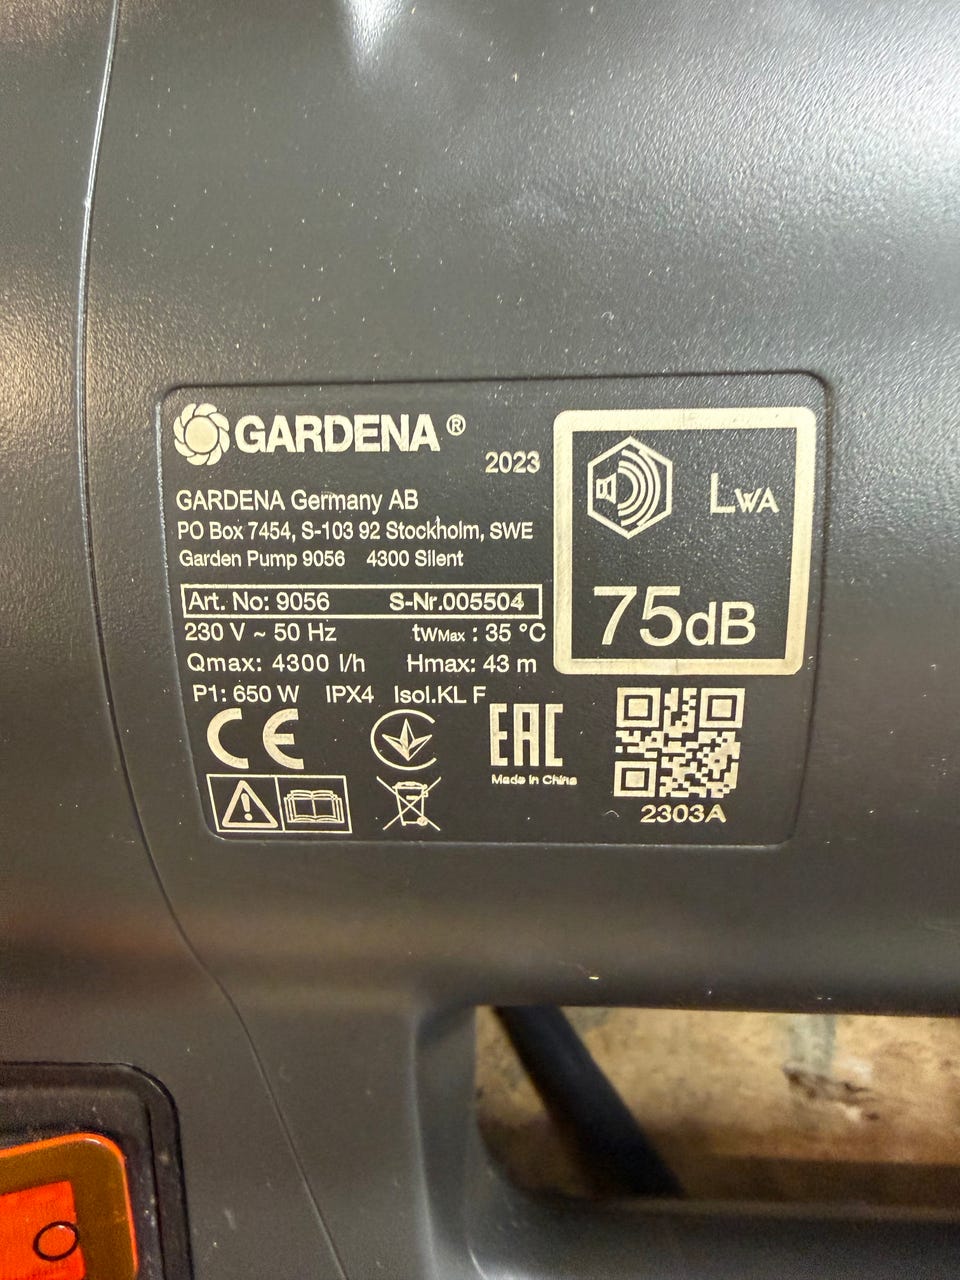 GARDENA®
2023
GARDENA Germany AB
PO Box 7454, S-103 92 Stockholm, SWE
Garden Pump 9056 4300 Silent
Art. No: 9056 S-Nr.005504
230 V ~ 50 Hz twMax : 35 °C
Qmax: 4300 l/h Hmax: 43 m
P1: 650 W IPX4 Isol.KL F
LWA
75dB
CE
EAC
Made in China
2303A